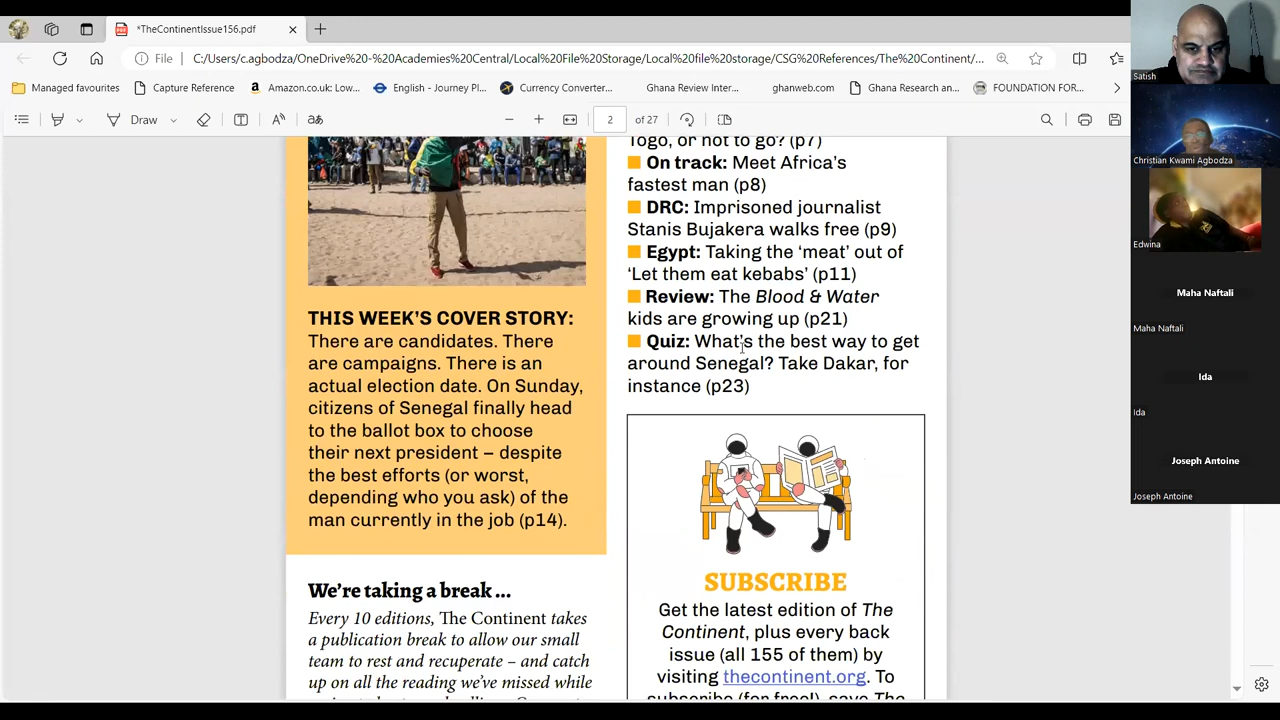 *TheContinentIssue156.pdf
File
C:/Users/c.agbodza/OneDrive%20-%20Academies%20Central/Local%20File%20Storage/Local%20file%20storage/CSG%20References/The%20Continent/...
Managed favourites
Capture Reference
Amazon.co.uk: Low...
English - Journey Pl...
Currency Converter...
Ghana Review Inter...
ghanweb.com
Ghana Research an...
FOUNDATION FOR...
Draw
2 of 27
THIS WEEK'S COVER STORY:
There are candidates. There
are campaigns. There is an
actual election date. On Sunday,
citizens of Senegal finally head
to the ballot box to choose
their next president – despite
the best efforts (or worst,
depending who you ask) of the
man currently in the job (p14).
We're taking a break ...
Every 10 editions, The Continent takes
a publication break to allow our small
team to rest and recuperate – and catch
up on all the reading we've missed while
Togo, or not to go? (p7)
On track: Meet Africa's
fastest man (p8)
DRC: Imprisoned journalist
Stanis Bujakera walks free (p9)
Egypt: Taking the 'meat' out of
'Let them eat kebabs' (p11)
Review: The Blood & Water
kids are growing up (p21)
Quiz: What's the best way to get
around Senegal? Take Dakar, for
instance (p23)
SUBSCRIBE
Get the latest edition of The
Continent, plus every back
issue (all 155 of them) by
visiting thecontinent.org. To
subscribe (for free!), save The
Satish
Christian Kwami Agbodza
Edwina
Maha Naftali
Maha Naftali
Ida
Ida
Joseph Antoine
Joseph Antoine